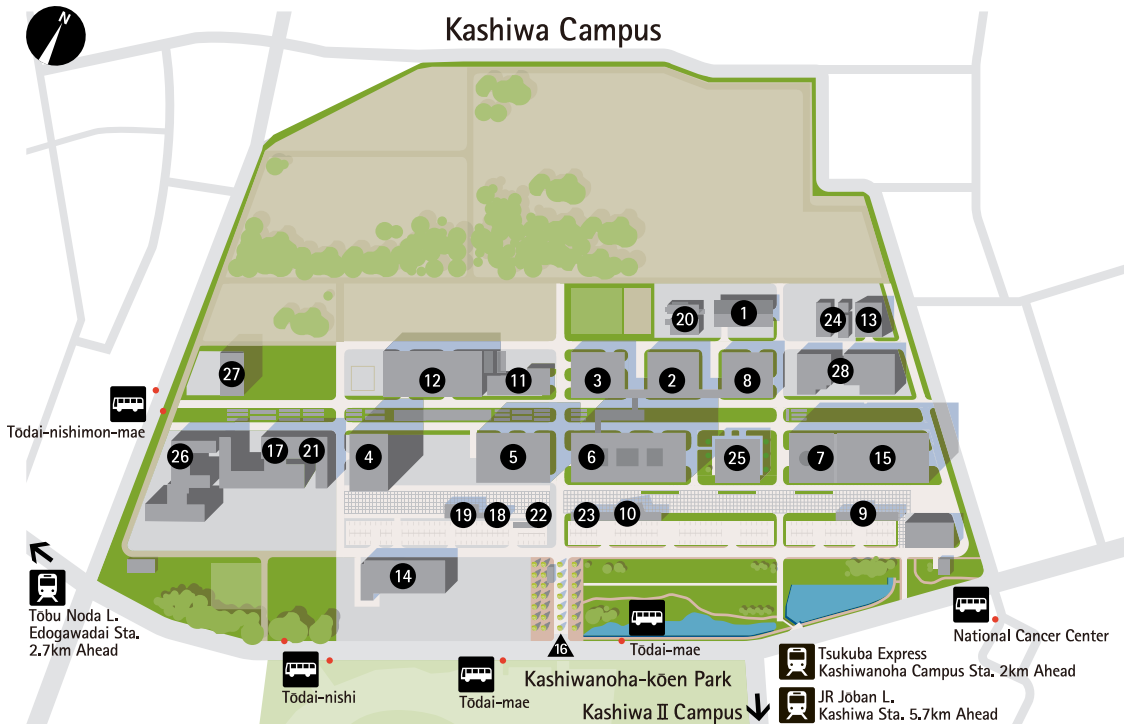 N
Kashiwa Campus
20
1
24
13
27
12
11
3
2
8
28
Tōdai-nishimon-mae
26
17
21
4
5
6
25
7
15
19
18
22
23
10
9
14
Tōbu Noda L.
Edogawadai Sta.
2.7km Ahead
16
Tōdai-mae
National Cancer Center
Tōdai-nishi
Tōdai-mae
Kashiwanoha-kōen Park
Tsukuba Express
Kashiwanoha Campus Sta. 2km Ahead
Kashiwa II Campus
JR Jōban L.
Kashiwa Sta. 5.7km Ahead